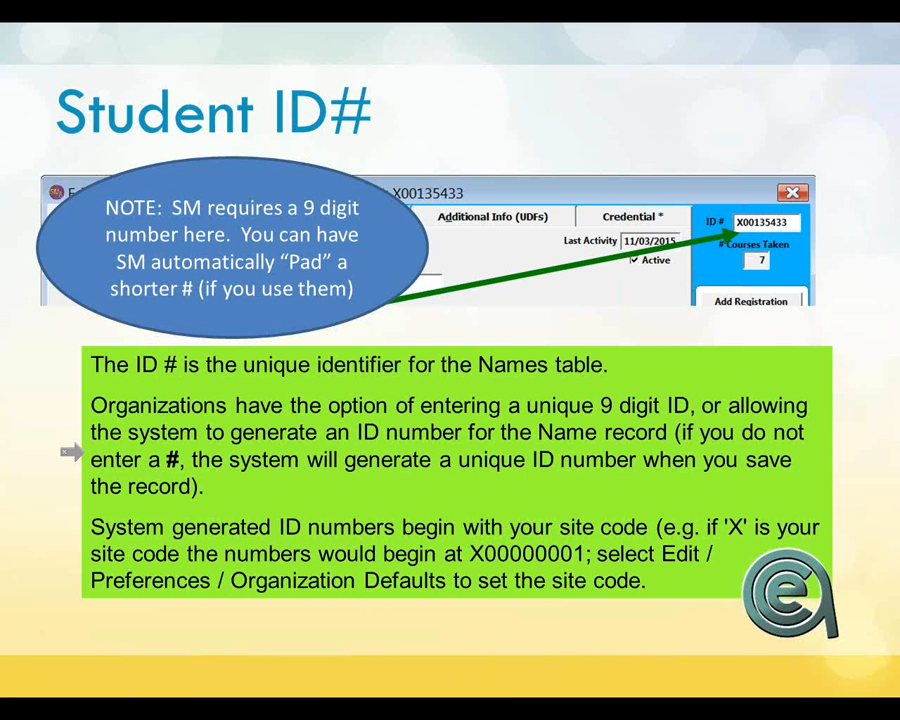 Student ID#
X00135433
NOTE:  SM requires a 9 digit
number here.  You can have
SM automatically “Pad” a
shorter # (if you use them)
Additional Info (UDFs)
Credential *
ID #
X00135433
Last Activity
11/03/2015
# Courses Taken
Active
7
Add Registration
The ID # is the unique identifier for the Names table.
Organizations have the option of entering a unique 9 digit ID, or allowing
the system to generate an ID number for the Name record (if you do not
enter a #, the system will generate a unique ID number when you save
the record).
System generated ID numbers begin with your site code (e.g. if 'X' is your
site code the numbers would begin at X00000001; select Edit /
Preferences / Organization Defaults to set the site code.